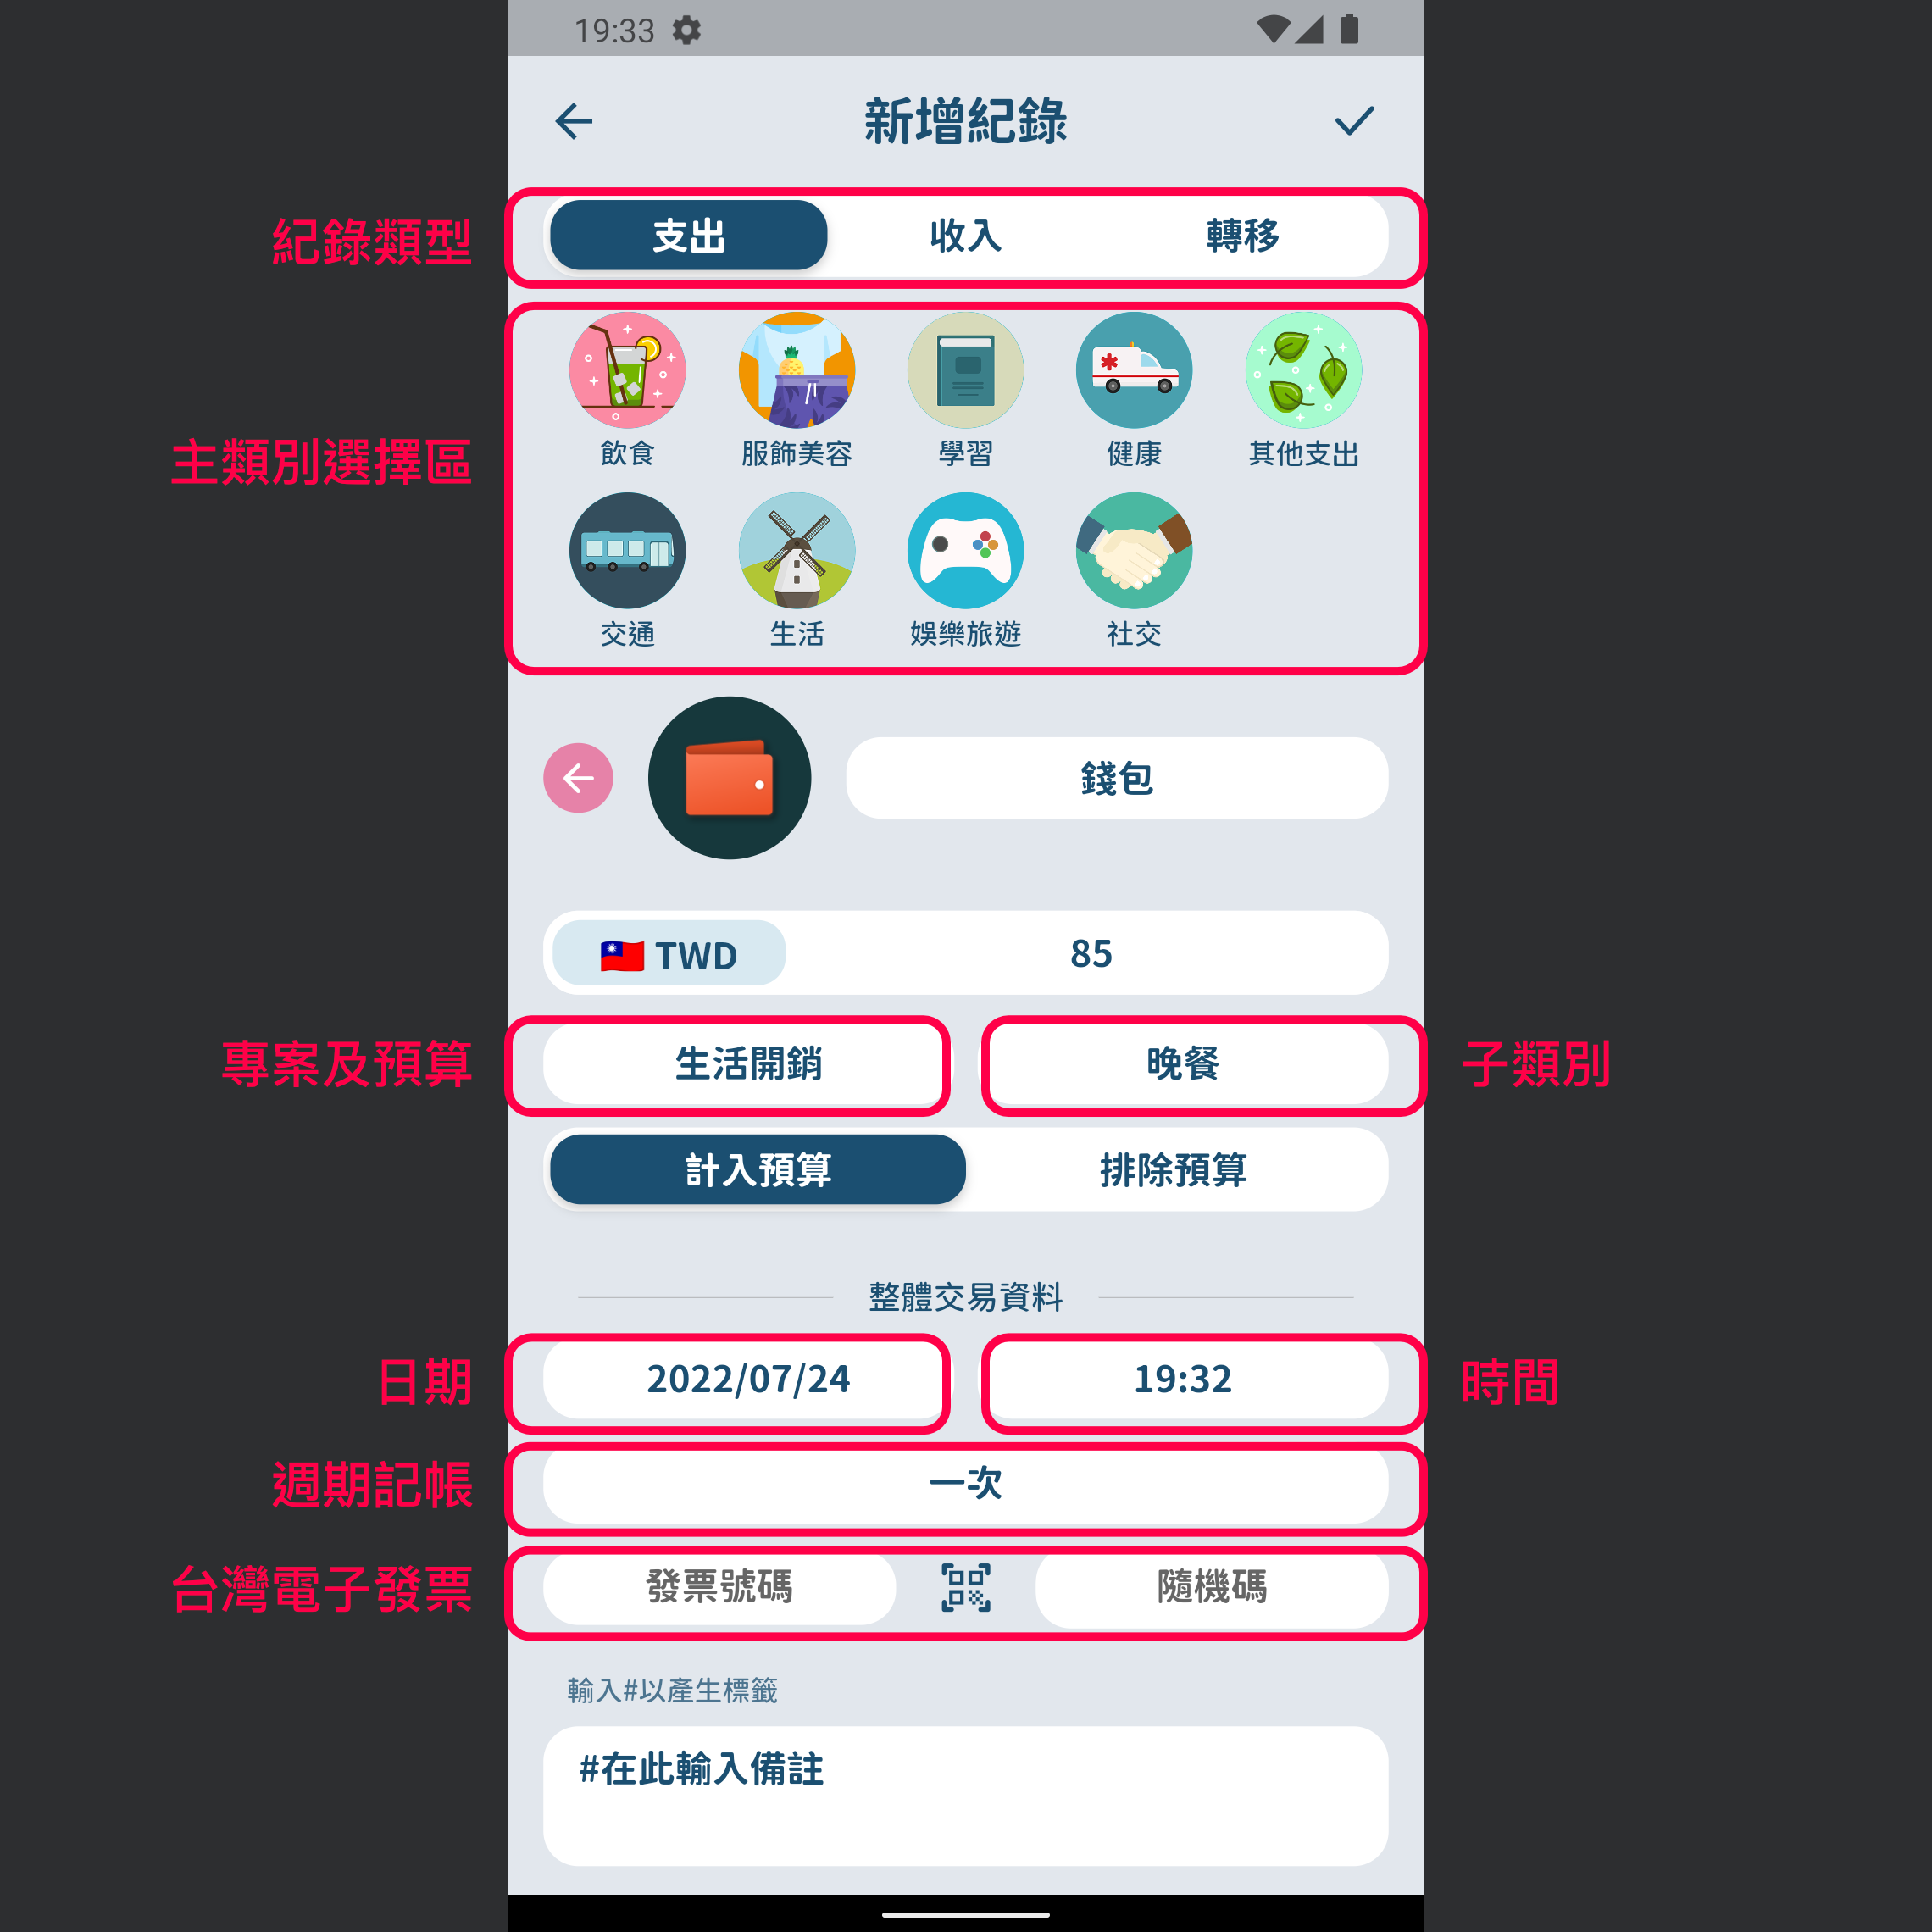 19:33
新增紀錄
紀錄類型
支出 收入 轉移
主類別選擇區
飲食 服飾美容 學習 健康 其他支出
交通 生活 娛樂旅遊 社交
錢包
TWD 85
專案及預算 生活開銷 晚餐 子類別
計入預算 排除預算
整體交易資料
日期 2022/07/24 19:32 時間
週期記帳 一次
台灣電子發票 發票號碼 隨機碼
輸入#以產生標籤
#在此輸入備註